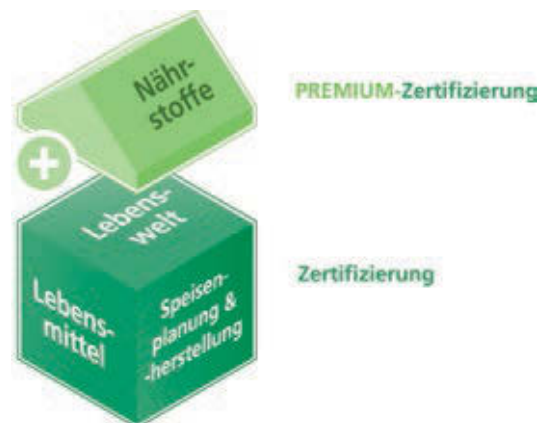 Nähr-
stoffe
PREMIUM-Zertifizierung
+
Lebens-
welt
Lebens-
mittel
Speisen-
planung &
-herstellung
Zertifizierung